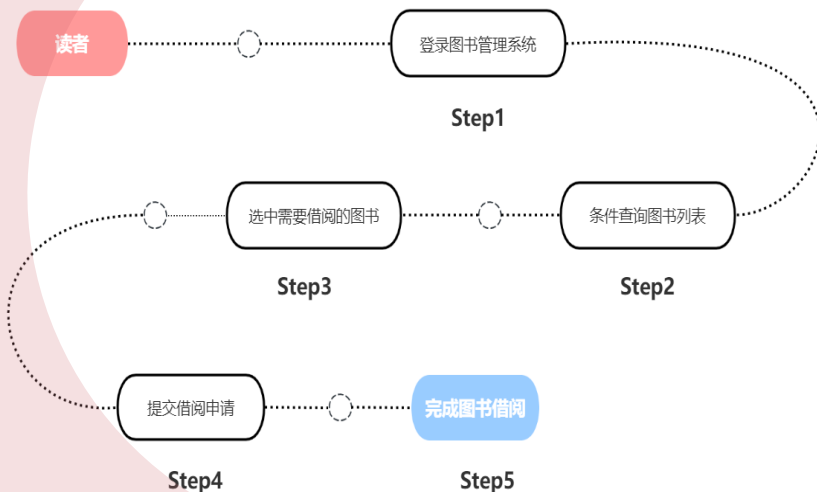 读者
登录图书管理系统
Step1
选中需要借阅的图书
条件查询图书列表
Step3
Step2
提交借阅申请
完成图书借阅
Step4
Step5